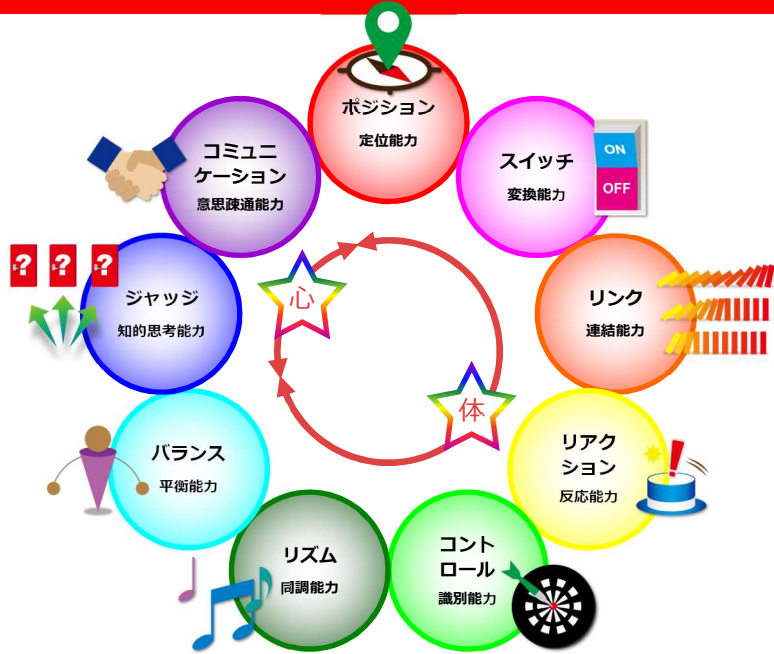 ポジション
定位能力
スイッチ
変換能力
ON
OFF
リンク
連結能力
リアク
ション
反応能力
コント
ロール
識別能力
リズム
同調能力
バランス
平衡能力
ジャッジ
知的思考能力
? ? ?
コミュニ
ケーション
意思疎通能力
心
体